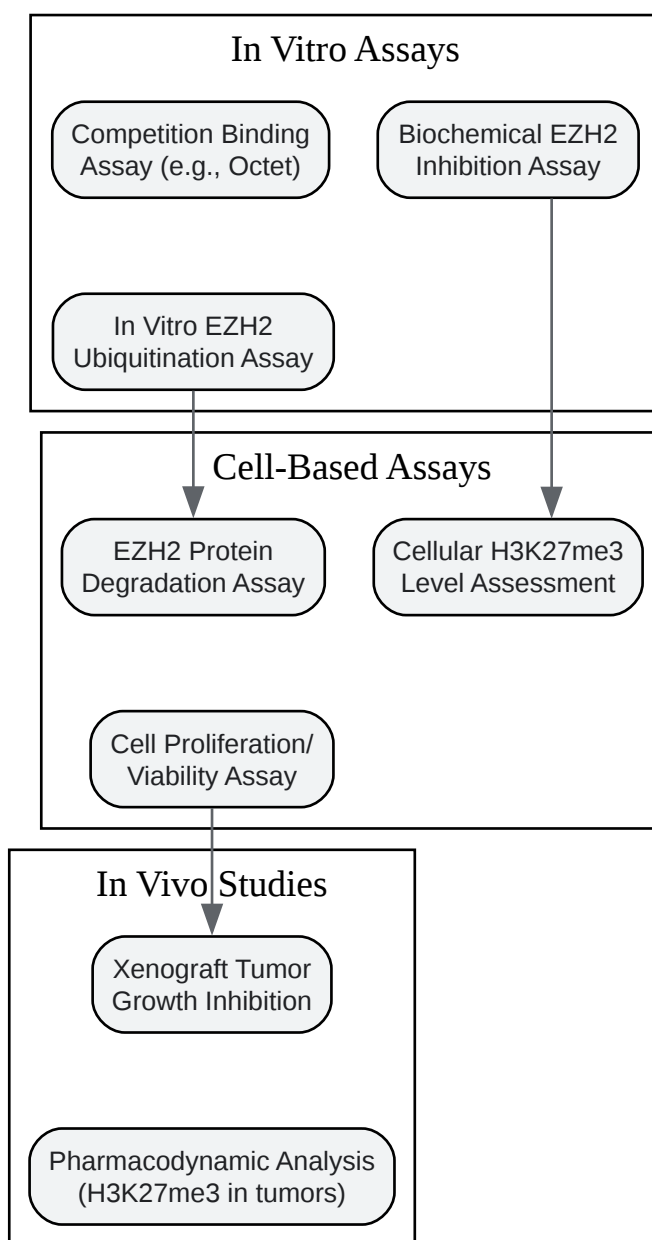 In Vitro Assays
Competition Binding
Assay (e.g., Octet)
Biochemical EZH2
Inhibition Assay
In Vitro EZH2
Ubiquitination Assay
Cell-Based Assays
EZH2 Protein
Degradation Assay
Cellular H3K27me3
Level Assessment
Cell Proliferation/
Viability Assay
In Vivo Studies
Xenograft Tumor
Growth Inhibition
Pharmacodynamic Analysis
(H3K27me3 in tumors)